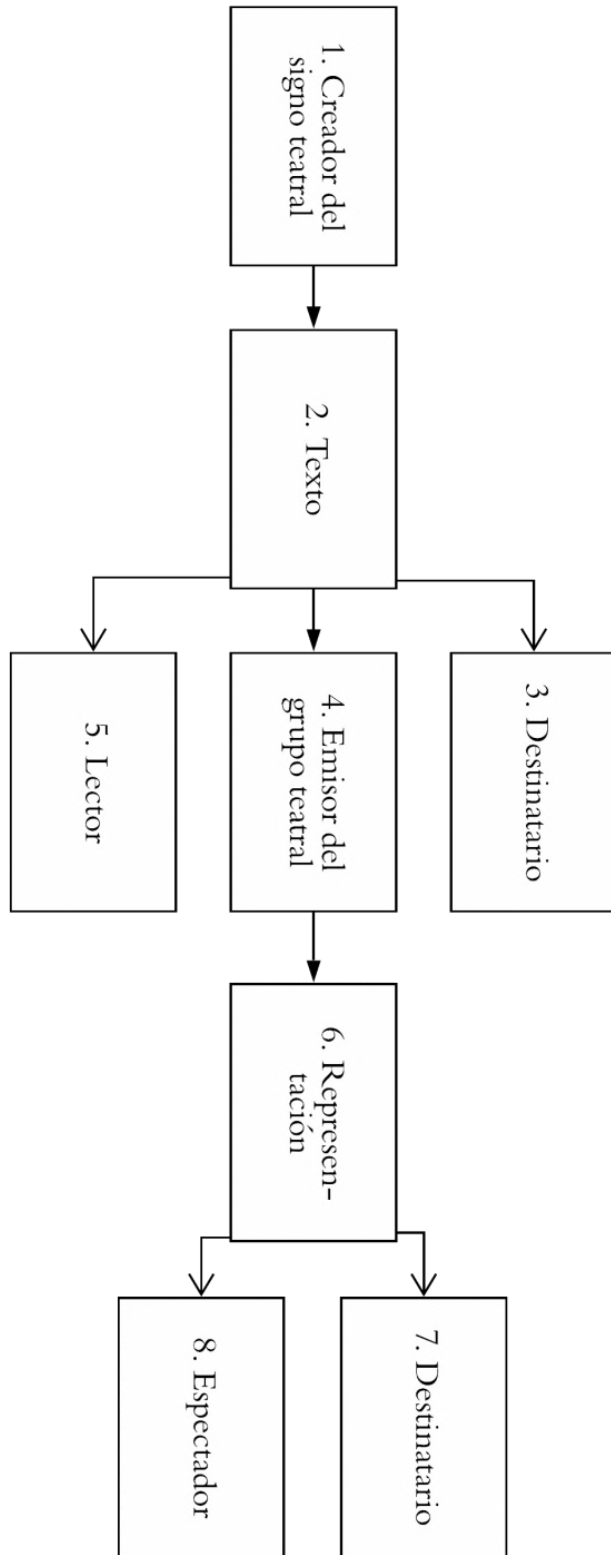 1. Creador del
signo teatral
2. Texto
3. Destinatario
4. Emisor del
grupo teatral
5. Lector
6. Represen-
tación
7. Destinatario
8. Espectador